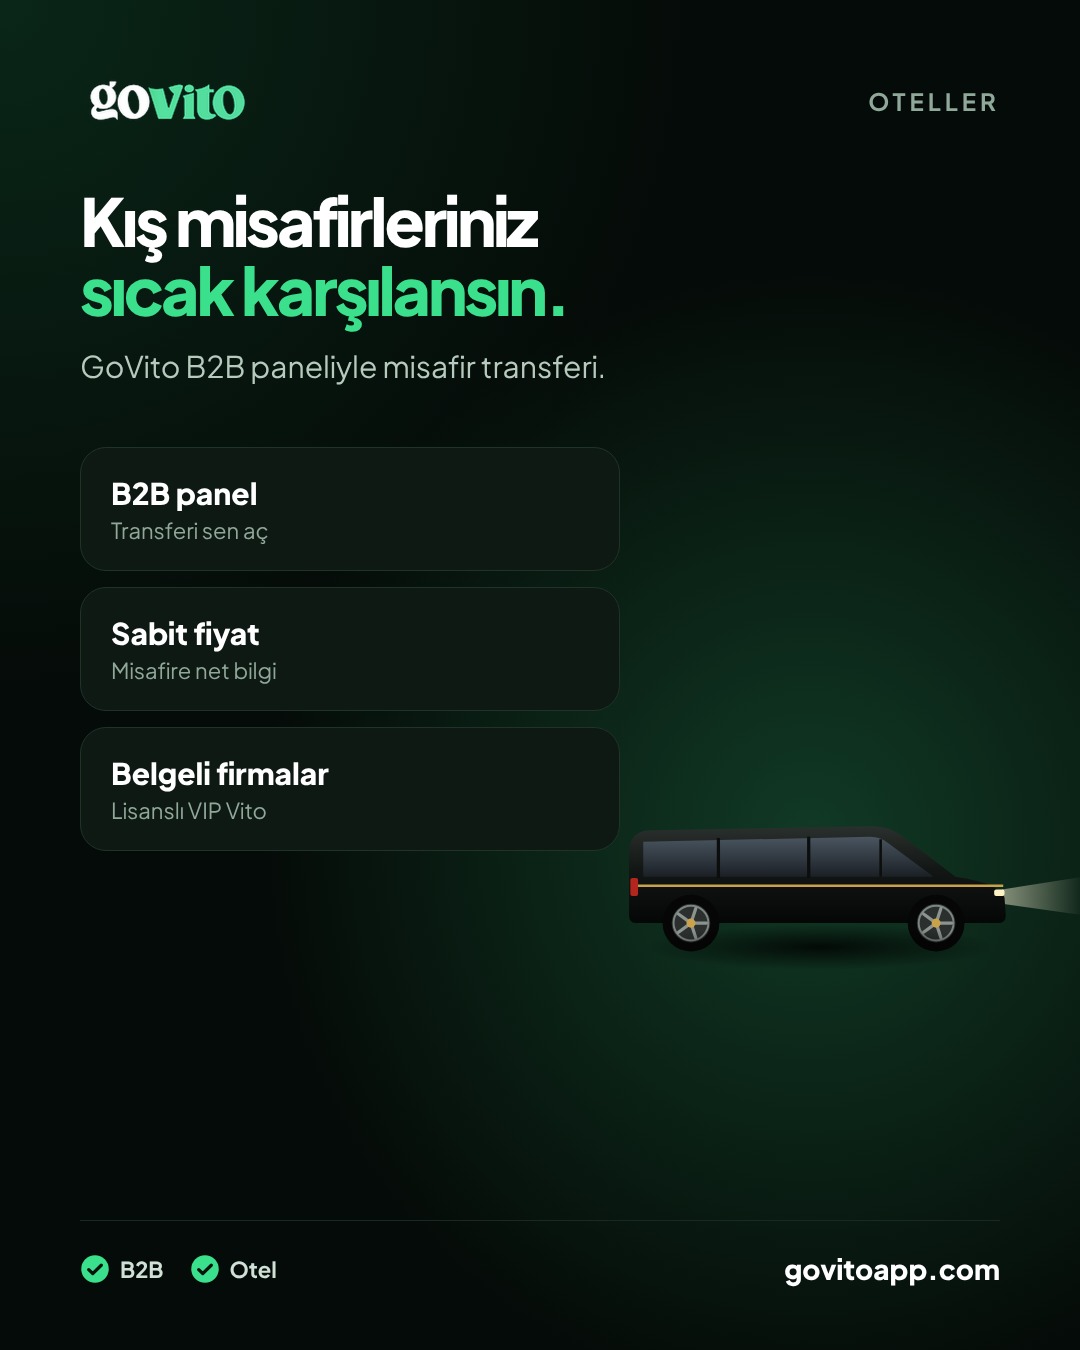 govito
OTELLER
Kış misafirleriniz
sıcak karşılansın.
GoVito B2B paneliyle misafir transferi.
B2B panel
Transferi sen aç
Sabit fiyat
Misafire net bilgi
Belgeli firmalar
Lisanslı VIP Vito
B2B
Otel
govitoapp.com